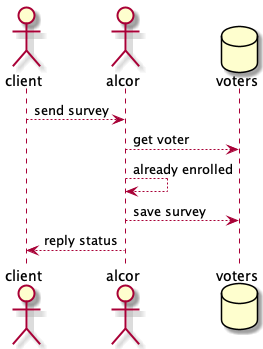 client alcor voters
send survey
get voter
already enrolled
save survey
reply status
client alcor voters